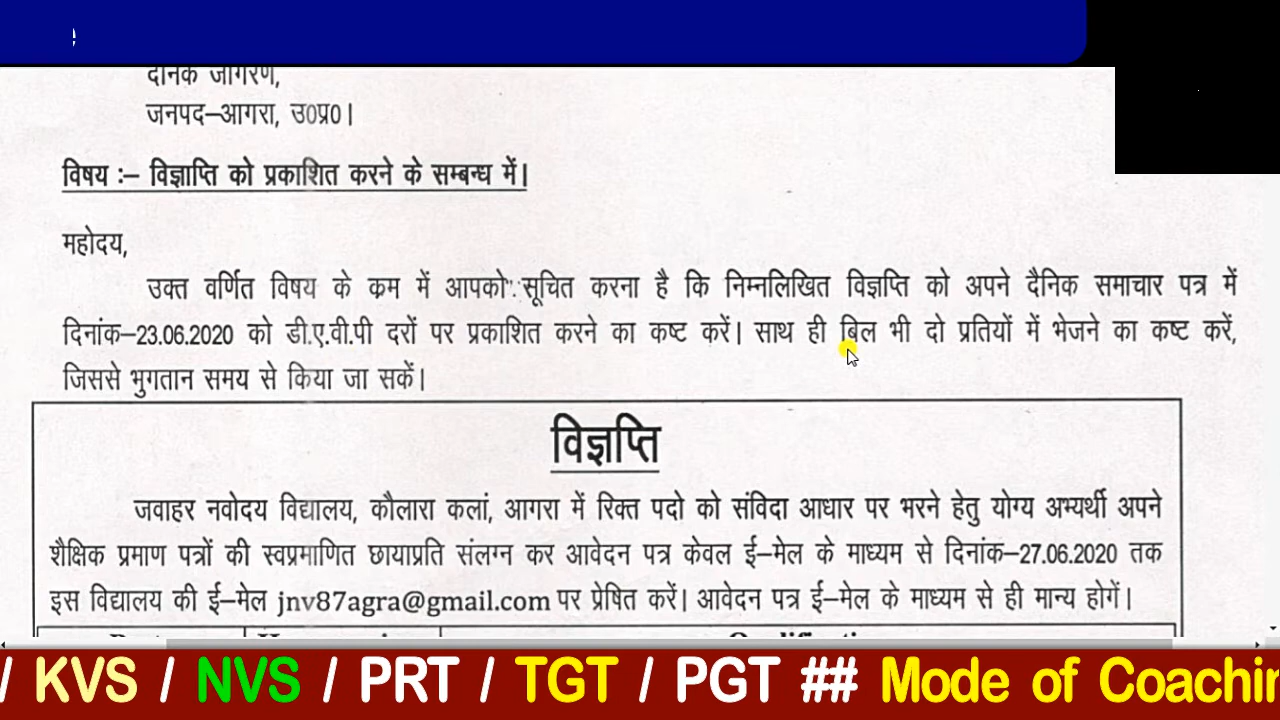 दैनिक जागरण,
जनपद–आगरा, उ0प्र0।
विषय :– विज्ञाप्ति को प्रकाशित करने के सम्बन्ध में।
महोदय,
उक्त वर्णित विषय के कम में आपको सूचित करना है कि निम्नलिखित विज्ञप्ति को अपने दैनिक समाचार पत्र में
दिनांक–23.06.2020 को डी.ए.वी.पी दरों पर प्रकाशित करने का कष्ट करें। साथ ही बिल भी दो प्रतियों में भेजने का कष्ट करें,
जिससे भुगतान समय से किया जा सकें।
विज्ञप्ति
जवाहर नवोदय विद्यालय, कौलारा कलां, आगरा में रिक्त पदो को संविदा आधार पर भरने हेतु योग्य अभ्यर्थी अपने
शैक्षिक प्रमाण पत्रों की स्वप्रमाणित छायाप्रति संलग्न कर आवेदन पत्र केवल ई–मेल के माध्यम से दिनांक–27.06.2020 तक
इस विद्यालय की ई–मेल jnv87agra@gmail.com पर प्रेषित करें। आवेदन पत्र ई–मेल के माध्यम से ही मान्य होगें।
/ KVS / NVS / PRT / TGT / PGT ## Mode of Coachin